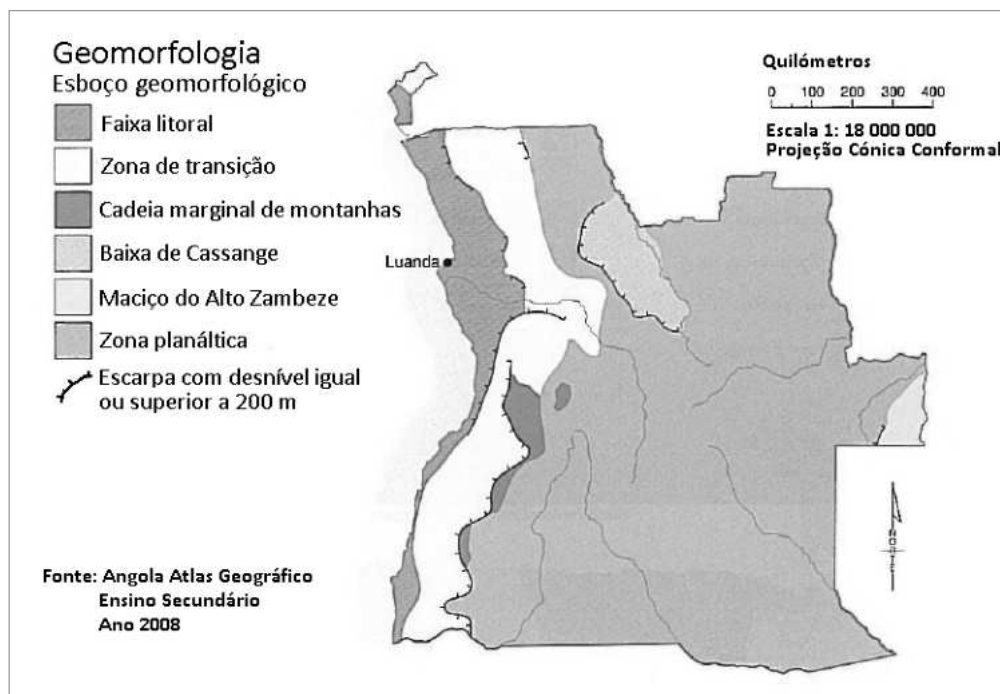 Geomorfologia
Esboço geomorfológico
Faixa litoral
Zona de transição
Cadeia marginal de montanhas
Baixa de Cassange
Maciço do Alto Zambeze
Zona planáltica
Escarpa com desnível igual
ou superior a 200 m
Quilómetros
0 100 200 300 400
Escala 1: 18 000 000
Projeção Cónica Conformal
Luanda
NORTE
Fonte: Angola Atlas Geográfico
Ensino Secundário
Ano 2008